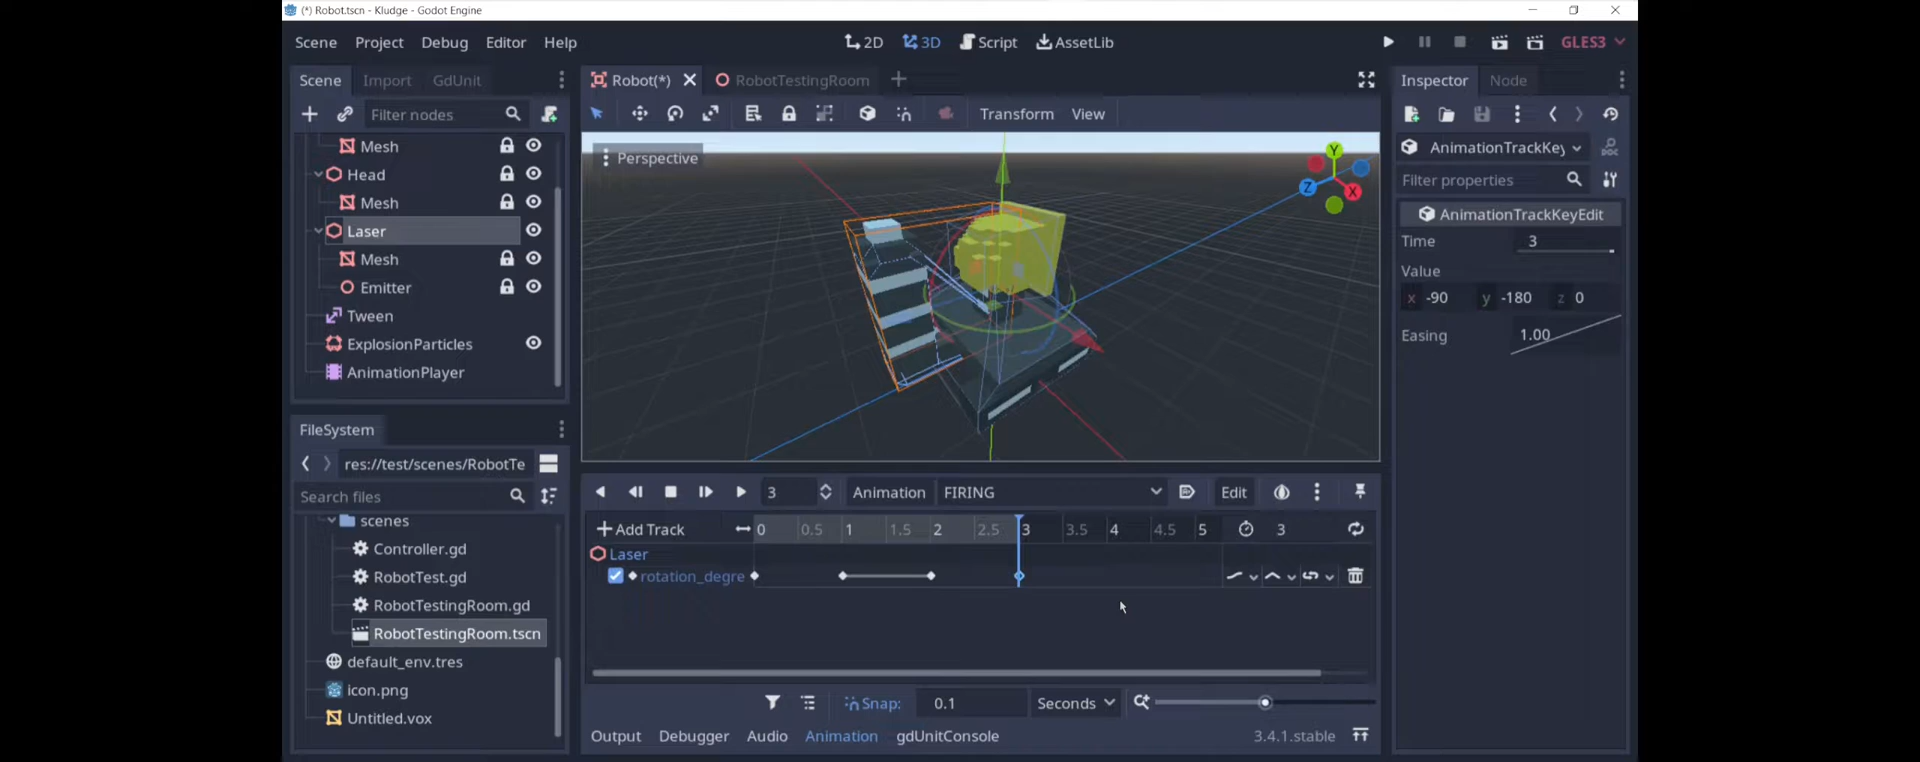 (*) Robot.tscn - Kludge - Godot Engine
Scene Project Debug Editor Help
2D 3D Script AssetLib
GLES3
Scene Import GdUnit
Robot(*) RobotTestingRoom
Inspector Node
Filter nodes
Transform View
Perspective
Y
Z
X
Mesh
Head
Mesh
Laser
Mesh
Emitter
Tween
ExplosionParticles
AnimationPlayer
AnimationTrackKey
DOC
Filter properties
AnimationTrackKeyEdit
Time 3
Value
x -90 y -180 z 0
Easing 1.00
FileSystem
res://test/scenes/RobotTe
Search files
scenes
Controller.gd
RobotTest.gd
RobotTestingRoom.gd
RobotTestingRoom.tscn
default_env.tres
icon.png
Untitled.vox
3 Animation FIRING Edit
Add Track 0 0.5 1 1.5 2 2.5 3 3.5 4 4.5 5 3
Laser
rotation_degre
Snap: 0.1 Seconds
Output Debugger Audio Animation gdUnitConsole 3.4.1.stable